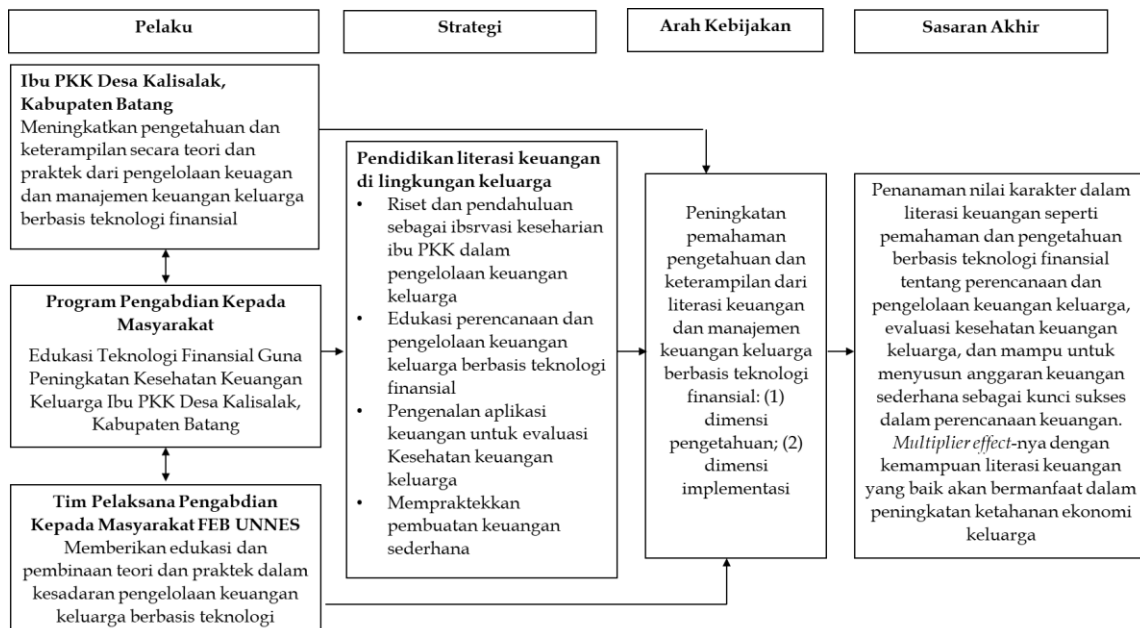 Pelaku
Strategi
Arah Kebijakan
Sasaran Akhir
Ibu PKK Desa Kalisalak,
Kabupaten Batang
Meningkatkan pengetahuan dan
keterampilan secara teori dan
praktek dari pengelolaan keuagan
dan manajemen keuangan keluarga
berbasis teknologi finansial
Program Pengabdian Kepada
Masyarakat
Edukasi Teknologi Finansial Guna
Peningkatan Kesehatan Keuangan
Keluarga Ibu PKK Desa Kalisalak,
Kabupaten Batang
Tim Pelaksana Pengabdian
Kepada Masyarakat FEB UNNES
Memberikan edukasi dan
pembinaan teori dan praktek dalam
kesadaran pengelolaan keuangan
keluarga berbasis teknologi
Pendidikan literasi keuangan
di lingkungan keluarga
• Riset dan pendahuluan
sebagai ibsrvasi keseharian
ibu PKK dalam
pengelolaan keuangan
keluarga
• Edukasi perencanaan dan
pengelolaan keuangan
keluarga berbasis teknologi
finansial
• Pengenalan aplikasi
keuangan untuk evaluasi
Kesehatan keuangan
keluarga
• Mempraktekkan
pembuatan keuangan
sederhana
Peningkatan
pemahaman
pengetahuan dan
keterampilan dari
literasi keuangan
dan manajemen
keuangan keluarga
berbasis teknologi
finansial: (1)
dimensi
pengetahuan; (2)
dimensi
implementasi
Penanaman nilai karakter dalam
literasi keuangan seperti
pemahaman dan pengetahuan
berbasis teknologi finansial
tentang perencanaan dan
pengelolaan keuangan keluarga,
evaluasi kesehatan keuangan
keluarga, dan mampu untuk
menyusun anggaran keuangan
sederhana sebagai kunci sukses
dalam perencanaan keuangan.
Multiplier effect-nya dengan
kemampuan literasi keuangan
yang baik akan bermanfaat dalam
peningkatan ketahanan ekonomi
keluarga